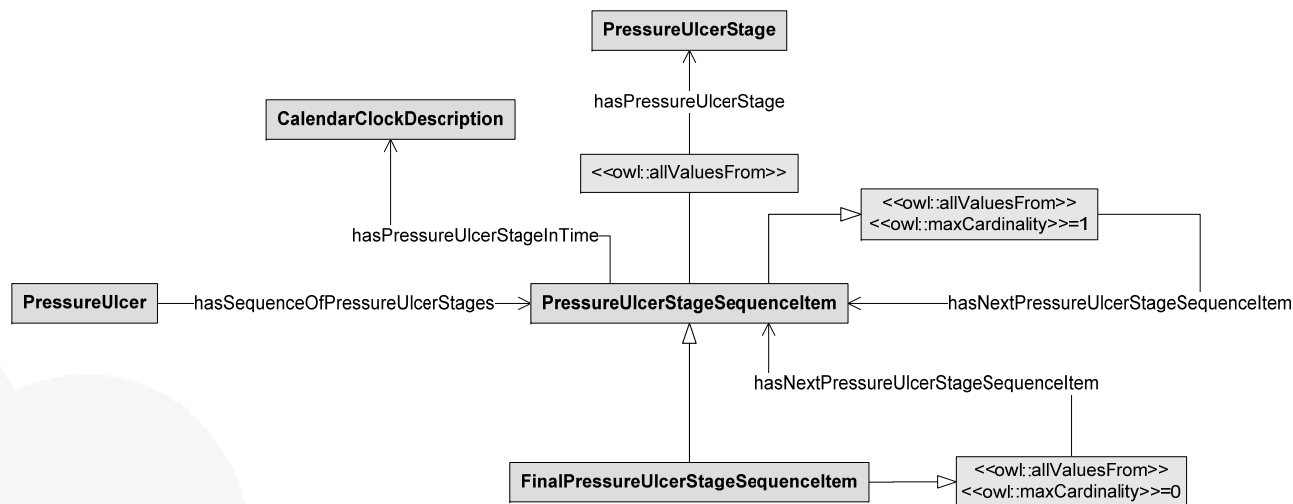 PressureUlcerStage
hasPressureUlcerStage
CalendarClockDescription
<<owl::allValuesFrom>>
<<owl::allValuesFrom>>
<<owl::maxCardinality>>=1
hasPressureUlcerStageInTime
PressureUlcer
hasSequenceOfPressureUlcerStages
PressureUlcerStageSequenceItem
hasNextPressureUlcerStageSequenceItem
hasNextPressureUlcerStageSequenceItem
FinalPressureUlcerStageSequenceItem
<<owl::allValuesFrom>>
<<owl::maxCardinality>>=0